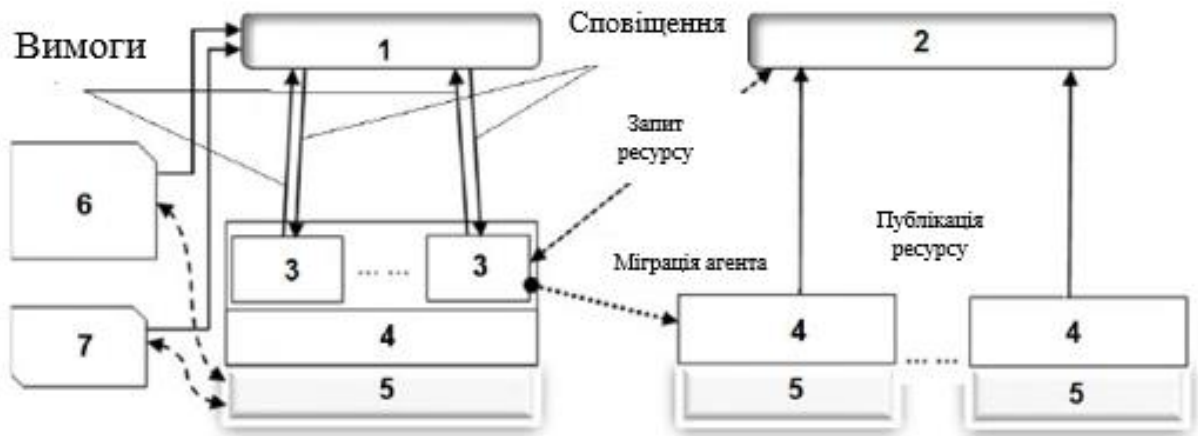 Сповіщення
Вимоги
1
2
Запит
ресурсу
6
Публікація
ресурсу
3
... ...
3
Міграція агента
7
4
4
... ...
4
5
5
5